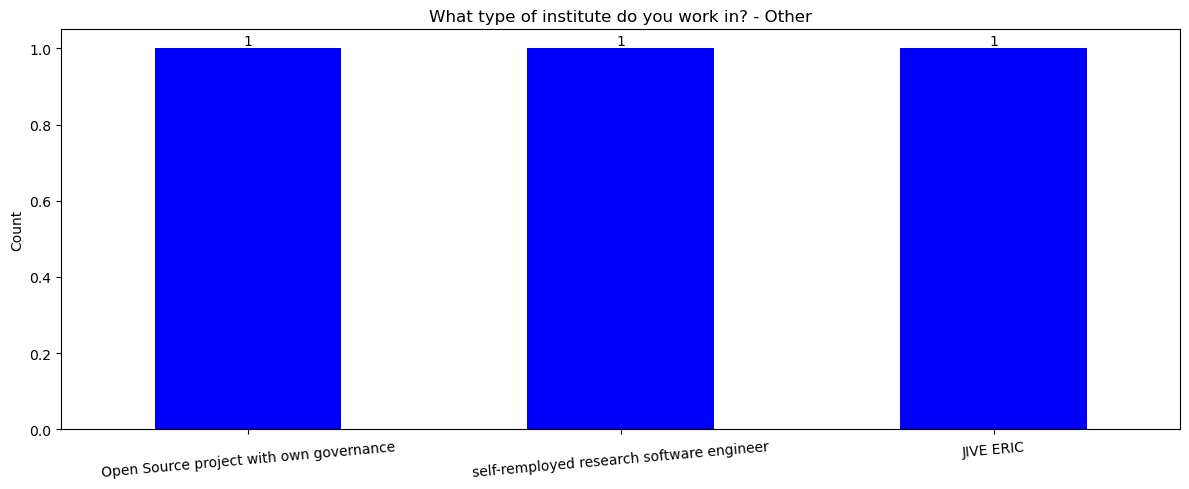 What type of institute do you work in? - Other
1
1
1
1.0
0.8
0.6
0.4
0.2
0.0
Count
Open Source project with own governance
self-remployed research software engineer
JIVE ERIC